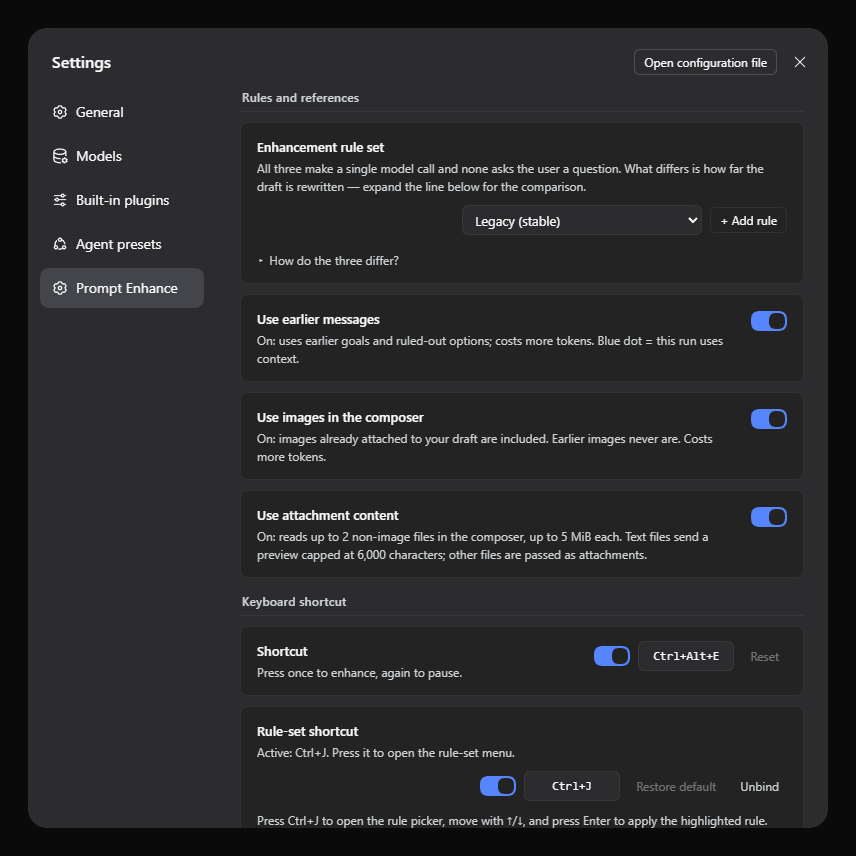 Settings
Open configuration file
General
Models
Built-in plugins
Agent presets
Prompt Enhance
Rules and references
Enhancement rule set
All three make a single model call and none asks the user a question. What differs is how far the
draft is rewritten — expand the line below for the comparison.
Legacy (stable)
+ Add rule
How do the three differ?
Use earlier messages
On: uses earlier goals and ruled-out options; costs more tokens. Blue dot = this run uses
context.
Use images in the composer
On: images already attached to your draft are included. Earlier images never are. Costs
more tokens.
Use attachment content
On: reads up to 2 non-image files in the composer, up to 5 MiB each. Text files send a
preview capped at 6,000 characters; other files are passed as attachments.
Keyboard shortcut
Shortcut
Press once to enhance, again to pause.
Ctrl+Alt+E
Reset
Rule-set shortcut
Active: Ctrl+J. Press it to open the rule-set menu.
Ctrl+J
Restore default
Unbind
Press Ctrl+J to open the rule picker, move with ↑/↓, and press Enter to apply the highlighted rule.